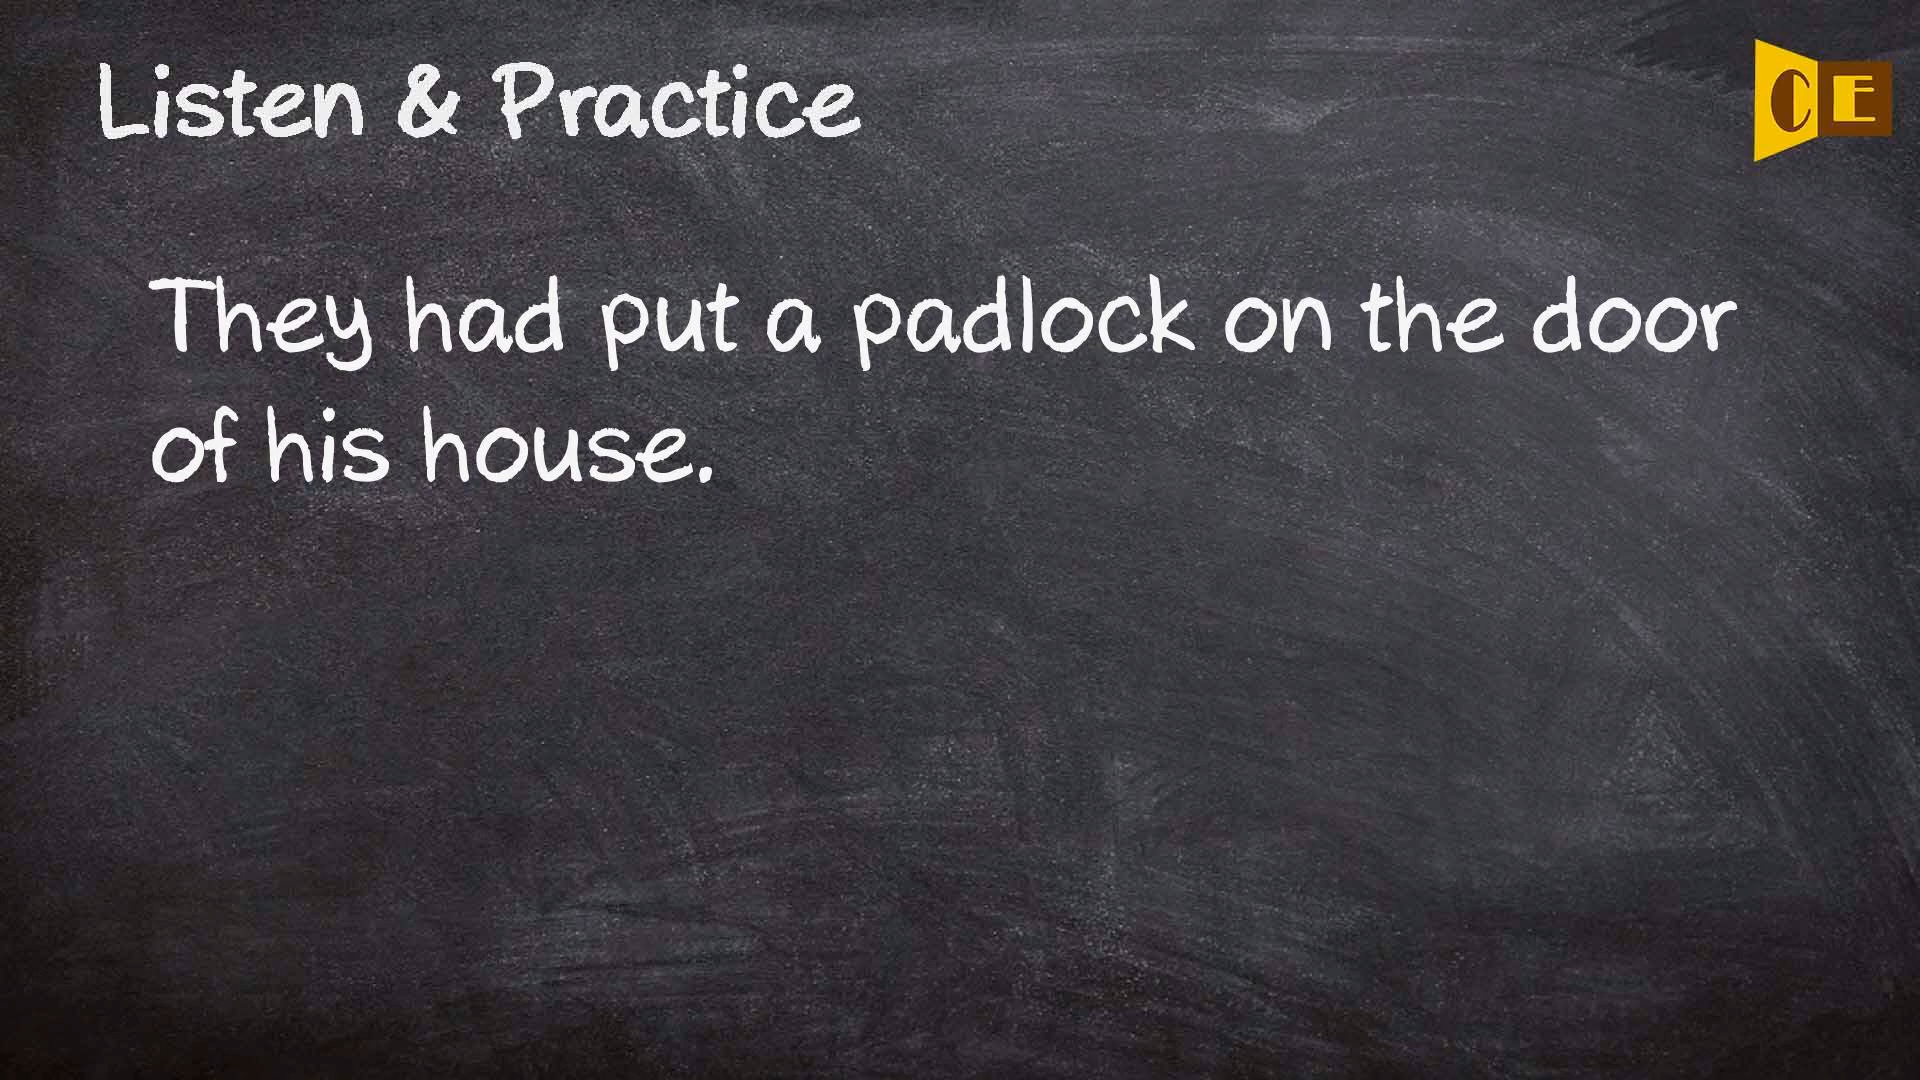 Listen & Practice
CE
They had put a padlock on the door
of his house.